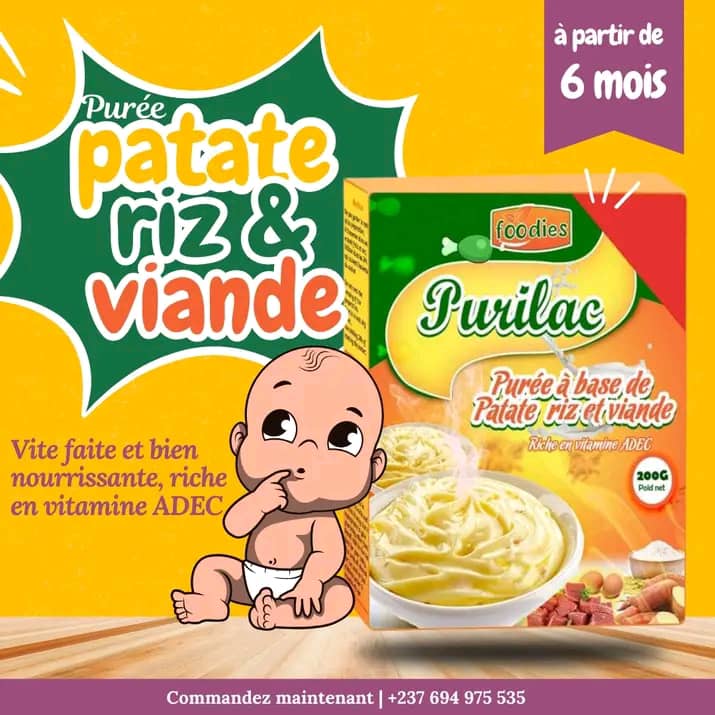 à partir de
6 mois
Purée
patate
riz &
viande
foodies
Purilac
Purée à base de
Patate riz et viande
Riche en vitamine ADEC
200G
Poid net
Vite faite et bien
nourrissante, riche
en vitamine ADEC
Commandez maintenant | +237 694 975 535